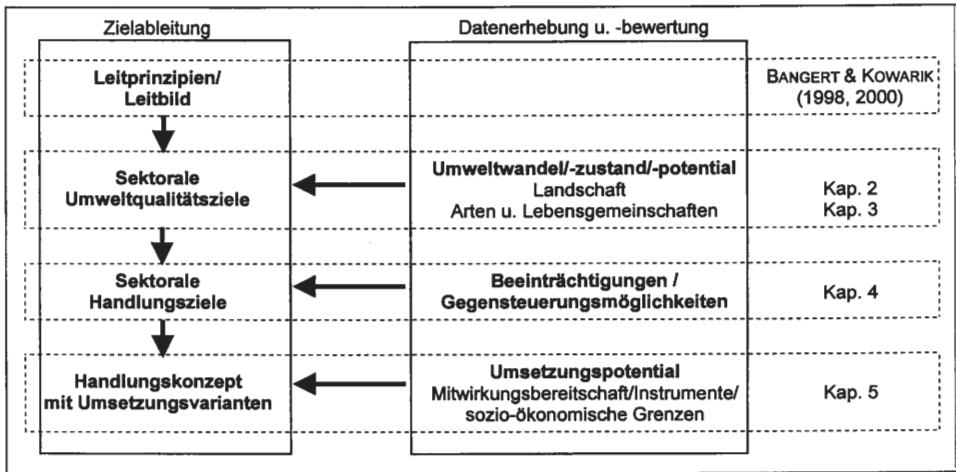 Zielableitung
Datenerhebung u. -bewertung
Leitprinzipien/
Leitbild
BANGERT & KOWARIK
(1998, 2000)
Sektorale
Umweltqualitätsziele
Umweltwandel/-zustand/-potential
Landschaft
Arten u. Lebensgemeinschaften
Kap. 2
Kap. 3
Sektorale
Handlungsziele
Beeinträchtigungen /
Gegensteuerungsmöglichkeiten
Kap. 4
Handlungskonzept
mit Umsetzungsvarianten
Umsetzungspotential
Mitwirkungsbereitschaft/Instrumente/
sozio-ökonomische Grenzen
Kap. 5